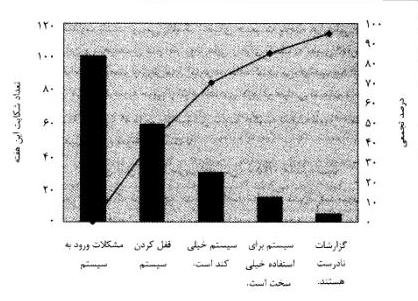 ۱۲۰
۱۰۰
۸۰
۶۰
۴۰
۲۰
۰
تعداد شکایت این هفته
۱۰۰
۹۰
۸۰
۷۰
۶۰
۵۰
۴۰
۳۰
۲۰
۱۰
۰
درصد تجمعی
مشکلات ورود به
سیستم
قفل کردن
سیستم
سیستم خیلی
کند است.
سیستم برای
استفاده خیلی
سخت است.
گزارشات
نادرست
هستند.